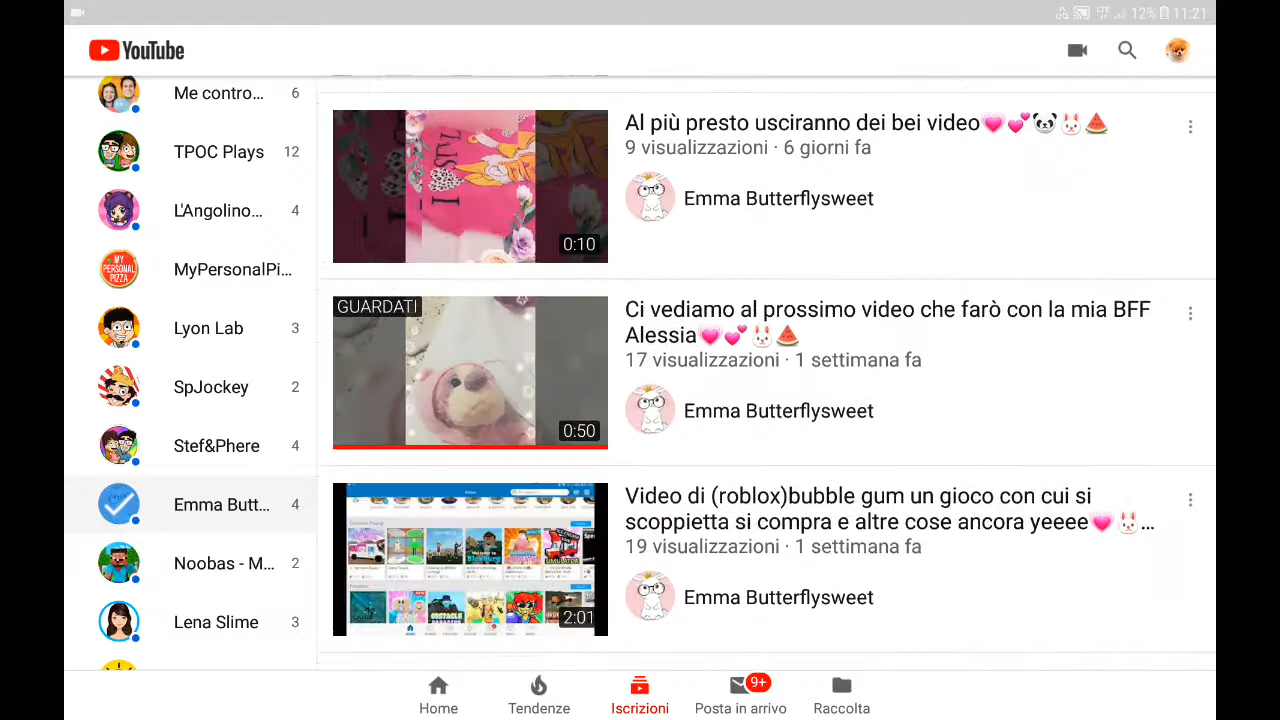 LTE 12% 11:21
YouTube
Me contro... 6
TPOC Plays 12
L'Angolino... 4
MyPersonalPi...
Lyon Lab 3
SpJockey 2
Stef&Phere 4
Emma Butt... 4
Noobas - M... 2
Lena Slime 3
MY
PERSONAL
PIZZA
0:10
Al più presto usciranno dei bei video💗💕🐼🐰🍉
9 visualizzazioni · 6 giorni fa
Emma Butterflysweet
GUARDATI
0:50
Ci vediamo al prossimo video che farò con la mia BFF
Alessia💗💕🐰🍉
17 visualizzazioni · 1 settimana fa
Emma Butterflysweet
2:01
Video di (roblox)bubble gum un gioco con cui si
scoppietta si compra e altre cose ancora yeeee💗🐰...
19 visualizzazioni · 1 settimana fa
Emma Butterflysweet
9+
Home Tendenze Iscrizioni Posta in arrivo Raccolta